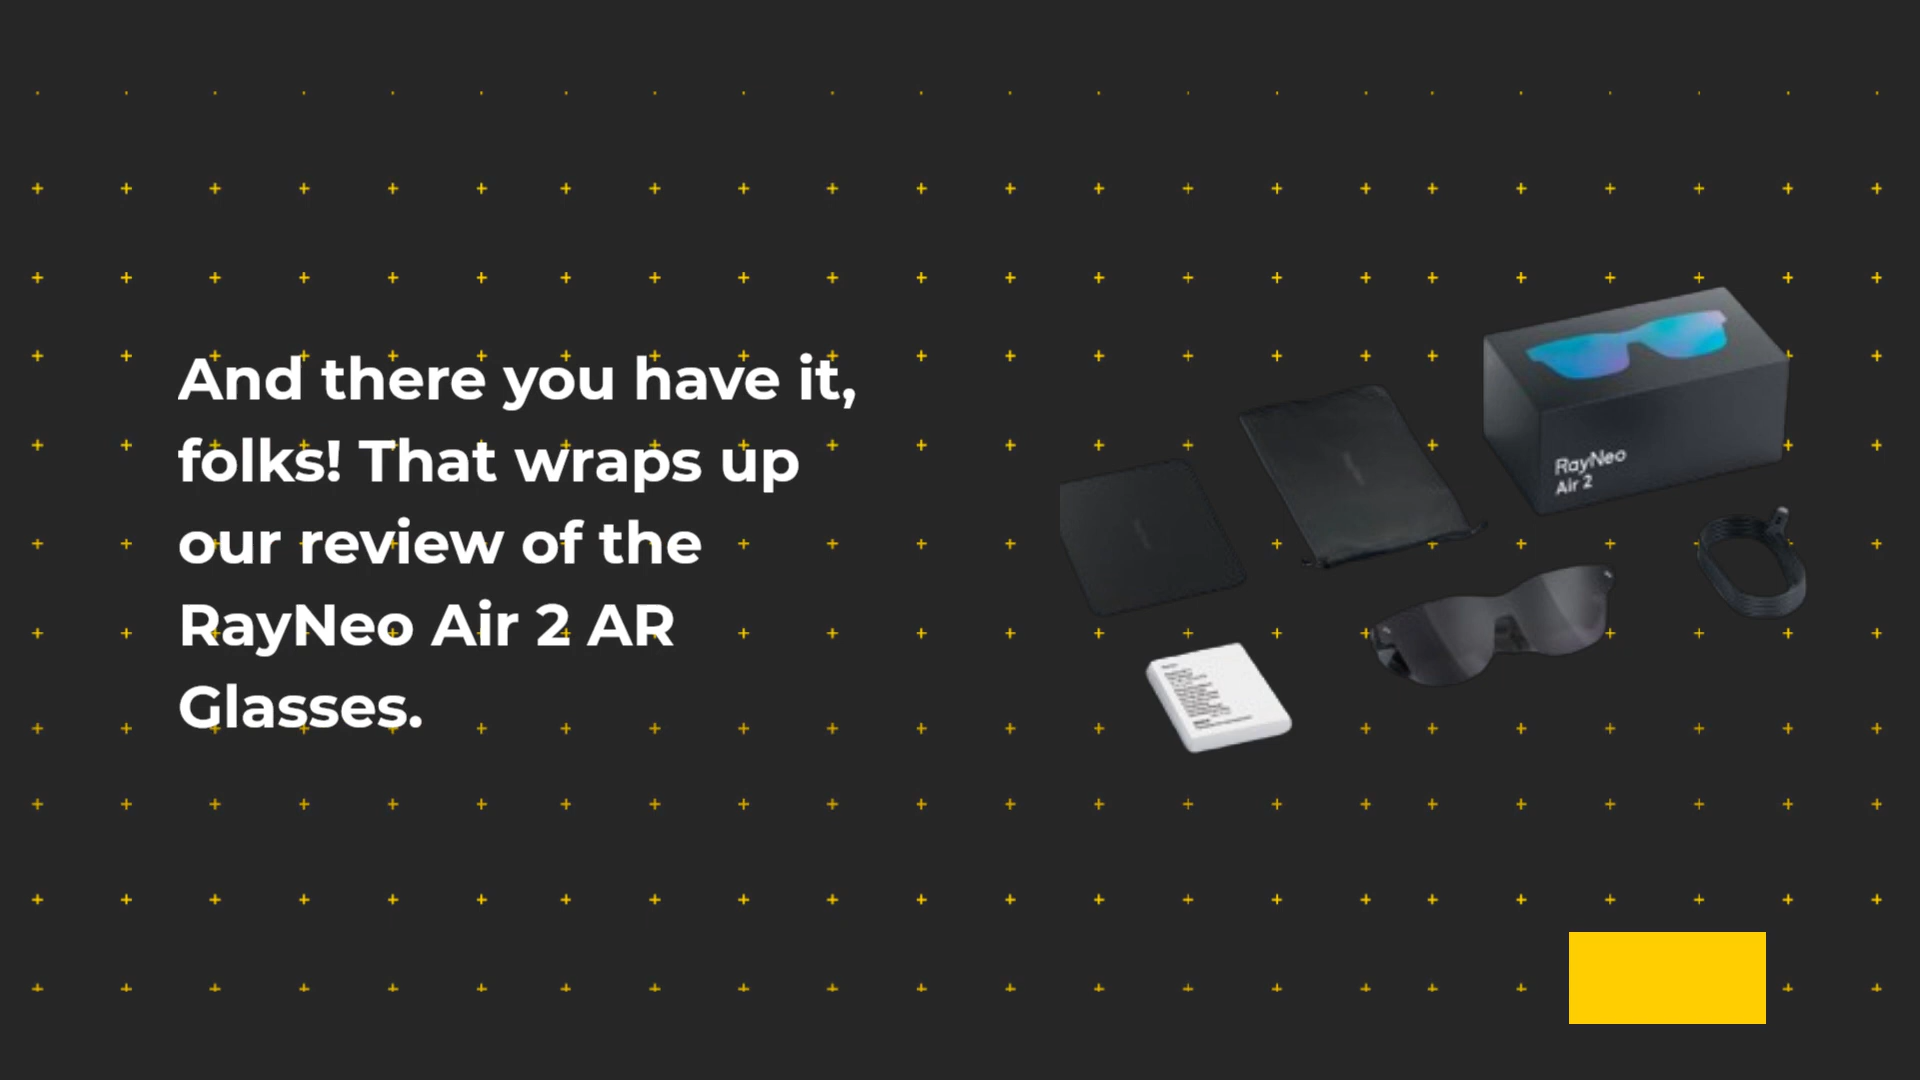 And there you have it,
folks! That wraps up
our review of the
RayNeo Air 2 AR
Glasses.
RayNeo
Air 2